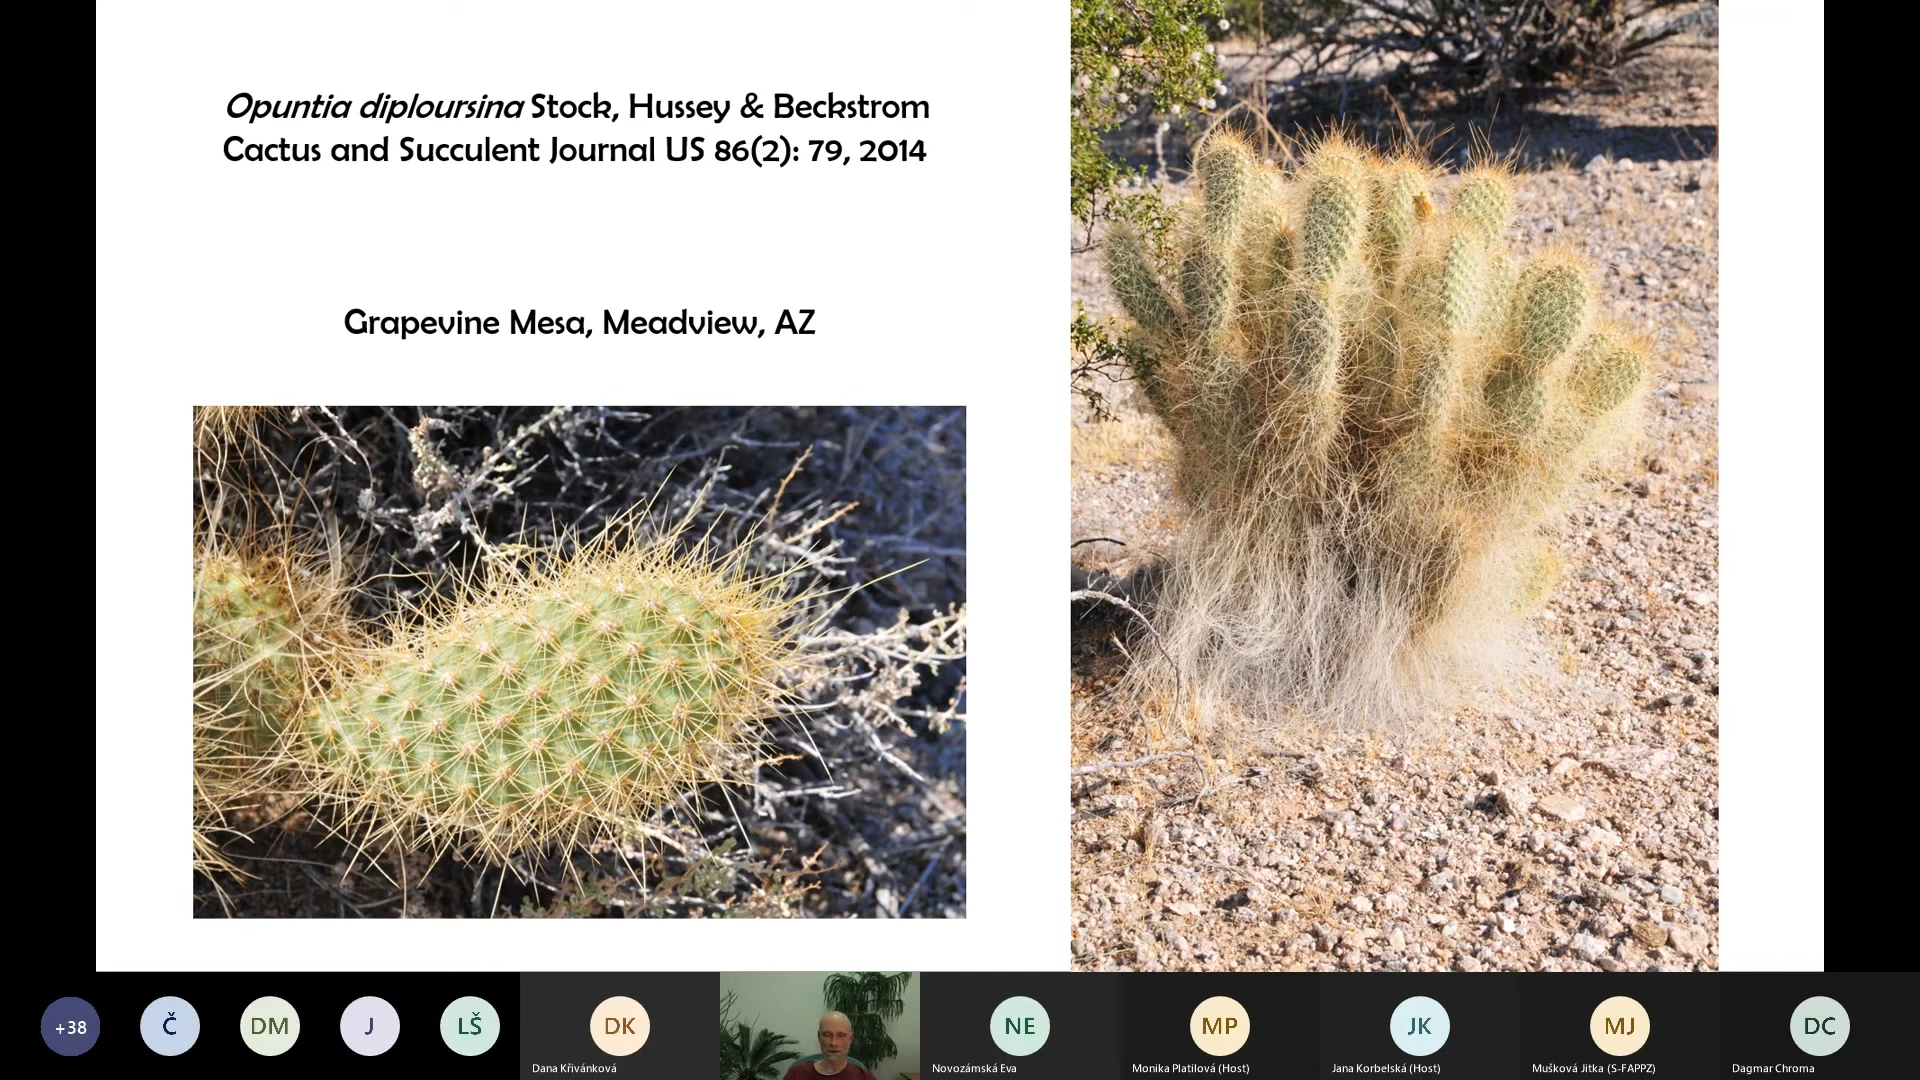 Opuntia diploursina Stock, Hussey & Beckstrom
Cactus and Succulent Journal US 86(2): 79, 2014
Grapevine Mesa, Meadview, AZ
+38
Č
DM
J
LŠ
DK
NE
MP
JK
MJ
DC
Dana Křivánková
Novozámská Eva
Monika Platilová (Host)
Jana Korbelská (Host)
Mušková Jitka (S-FAPPZ)
Dagmar Chroma